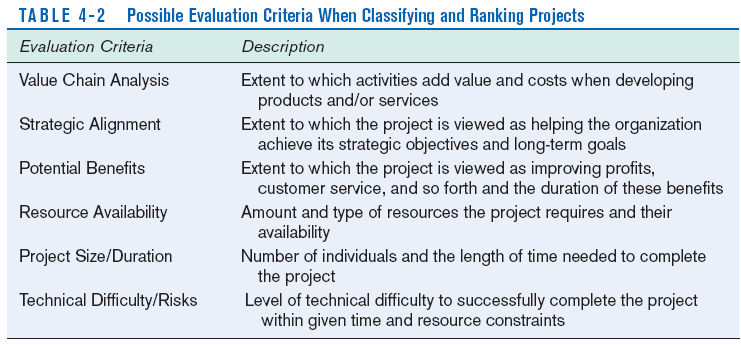 TABLE 4-2 Possible Evaluation Criteria When Classifying and Ranking Projects
Evaluation Criteria Description
Value Chain Analysis Extent to which activities add value and costs when developing
products and/or services
Strategic Alignment Extent to which the project is viewed as helping the organization
achieve its strategic objectives and long-term goals
Potential Benefits Extent to which the project is viewed as improving profits,
customer service, and so forth and the duration of these benefits
Resource Availability Amount and type of resources the project requires and their
availability
Project Size/Duration Number of individuals and the length of time needed to complete
the project
Technical Difficulty/Risks Level of technical difficulty to successfully complete the project
within given time and resource constraints